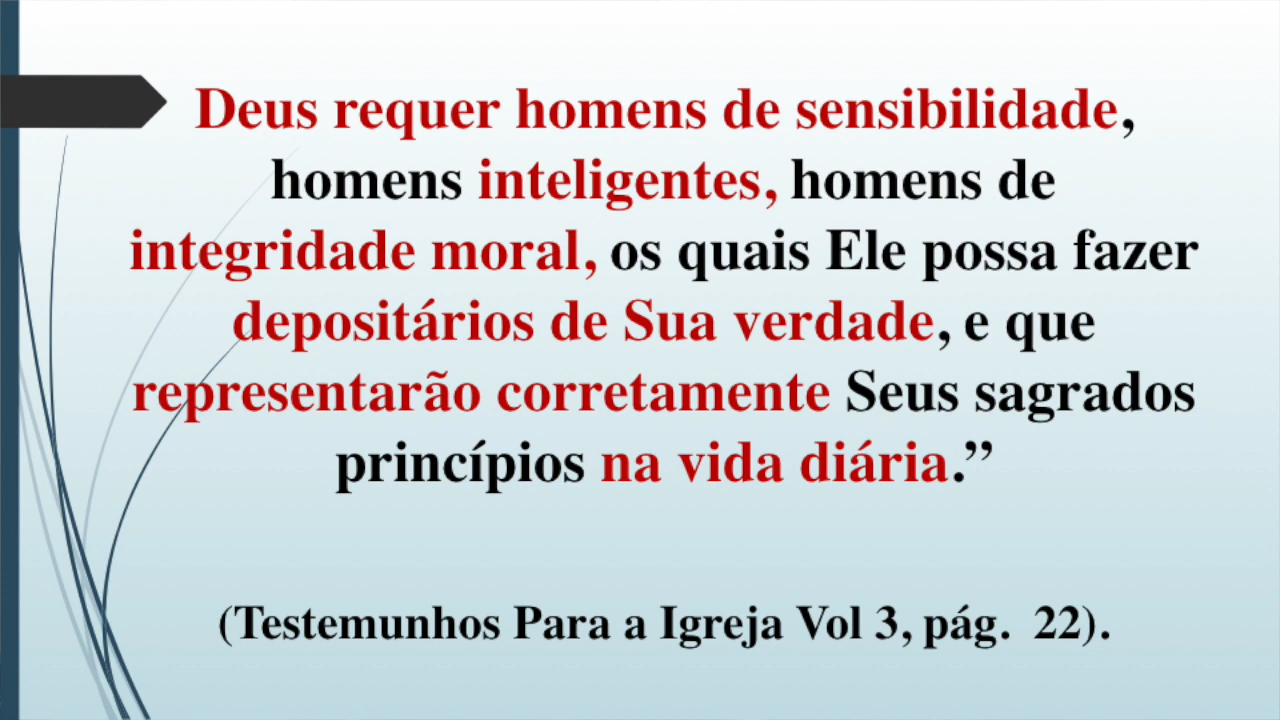 Deus requer homens de sensibilidade,
homens inteligentes, homens de
integridade moral, os quais Ele possa fazer
depositários de Sua verdade, e que
representarão corretamente Seus sagrados
princípios na vida diária.”
(Testemunhos Para a Igreja Vol 3, pág.  22).